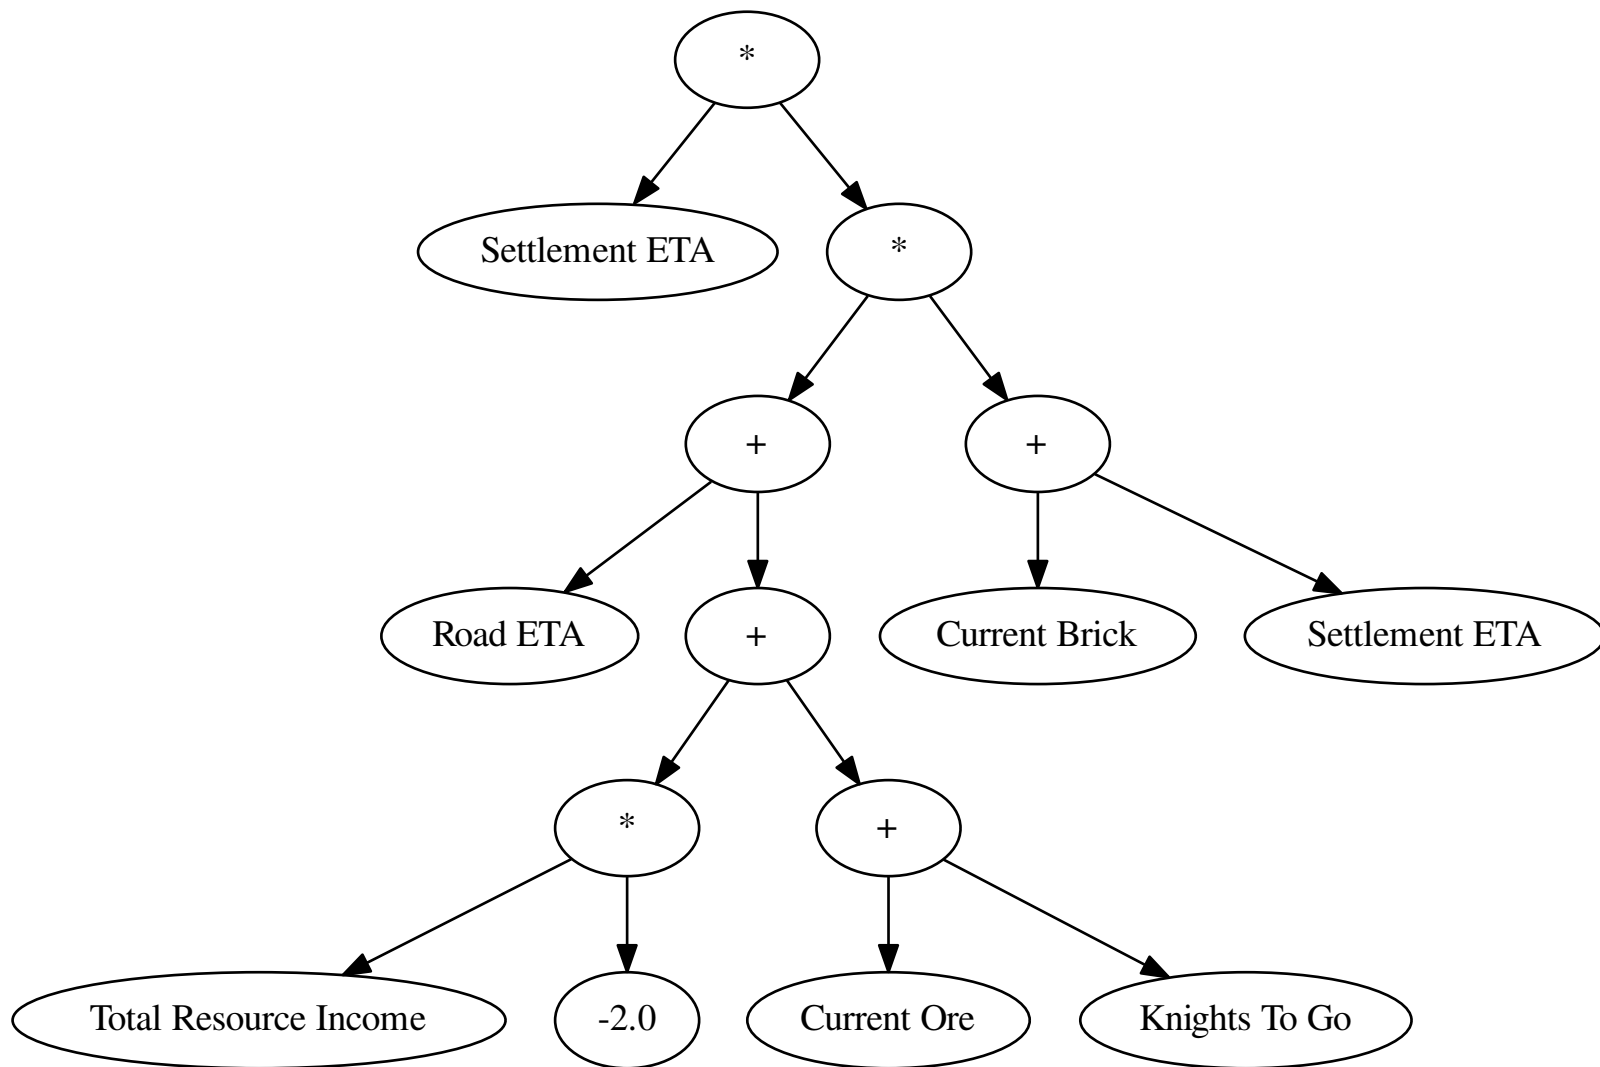 *
Settlement ETA
*
+
+
Road ETA
+
Current Brick
Settlement ETA
*
+
Total Resource Income
-2.0
Current Ore
Knights To Go